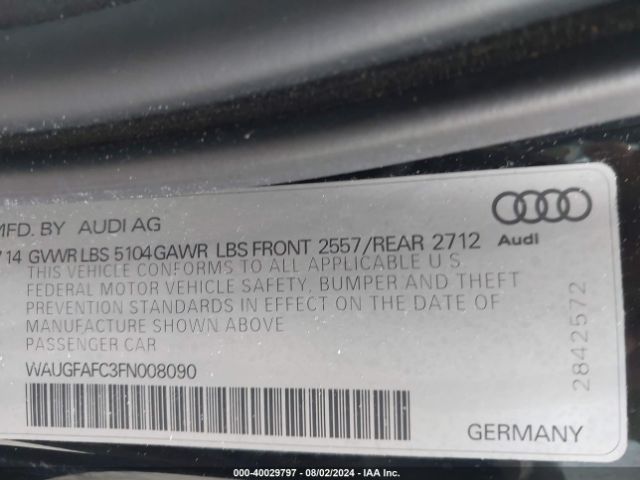 MFD. BY AUDI AG
/14 GVWR LBS 5104 GAWR LBS FRONT 2557/REAR 2712
THIS VEHICLE CONFORMS TO ALL APPLICABLE U S
FEDERAL MOTOR VEHICLE SAFETY, BUMPER AND THEFT
PREVENTION STANDARDS IN EFFECT ON THE DATE OF
MANUFACTURE SHOWN ABOVE
PASSENGER CAR
WAUGFAFC3FN008090
Audi
2842572
GERMANY
000-40029797 - 08/02/2024 - IAA Inc.